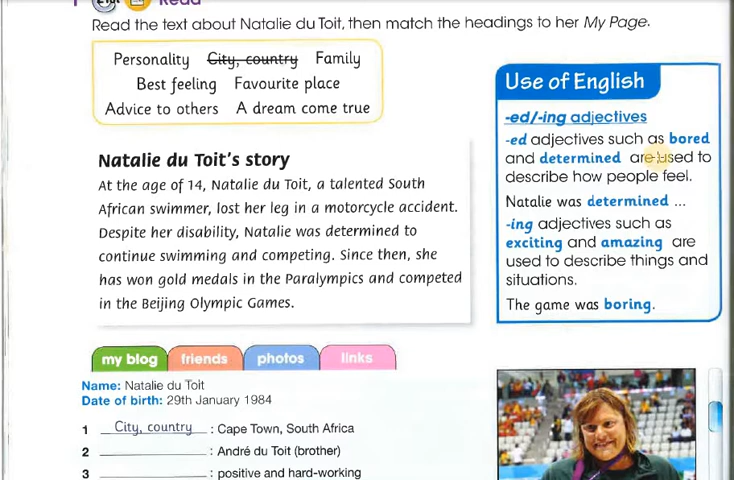 Read
Read the text about Natalie du Toit, then match the headings to her My Page.
Personality City, country Family
Best feeling Favourite place
Advice to others A dream come true
Use of English
-ed/-ing adjectives
-ed adjectives such as bored
and determined are used to
describe how people feel.
Natalie was determined ...
-ing adjectives such as
exciting and amazing are
used to describe things and
situations.
The game was boring.
Natalie du Toit's story
At the age of 14, Natalie du Toit, a talented South
African swimmer, lost her leg in a motorcycle accident.
Despite her disability, Natalie was determined to
continue swimming and competing. Since then, she
has won gold medals in the Paralympics and competed
in the Beijing Olympic Games.
my blog friends photos links
Name: Natalie du Toit
Date of birth: 29th January 1984
1 City, country : Cape Town, South Africa
2 : André du Toit (brother)
3 : positive and hard-working